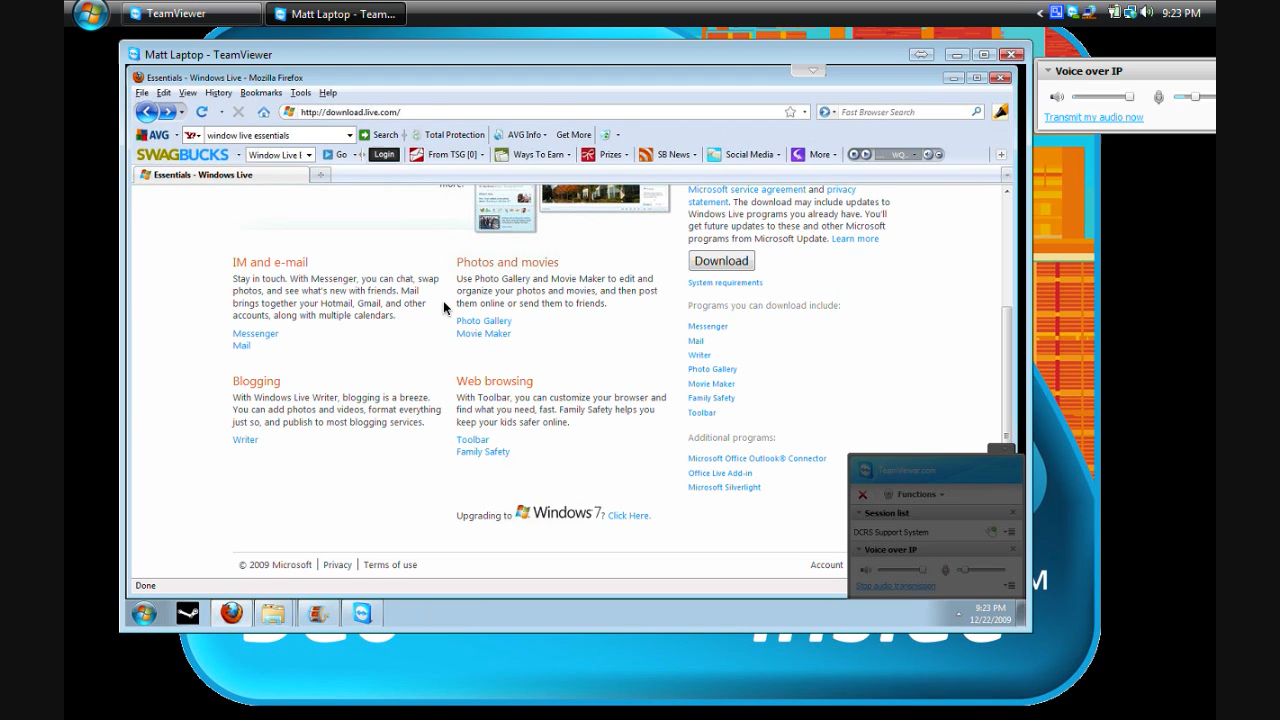 TeamViewer
Matt Laptop - Team...
9:23 PM
Matt Laptop - TeamViewer
Voice over IP
Transmit my audio now
Essentials - Windows Live - Mozilla Firefox
File Edit View History Bookmarks Tools Help
http://download.live.com/
Fast Browser Search
AVG
window live essentials
Search
Total Protection
AVG Info
Get More
SWAGBUCKS
Window Live E
Go
Login
From TSG [0]
Ways To Earn
Prizes
SB News
Social Media
More
Essentials - Windows Live
Microsoft service agreement and privacy
statement. The download may include updates to
Windows Live programs you already have. You'll
get future updates to these and other Microsoft
programs from Microsoft Update. Learn more
Download
System requirements
Programs you can download include:
Messenger
Mail
Writer
Photo Gallery
Movie Maker
Family Safety
Toolbar
Additional programs:
Microsoft Office Outlook® Connector
Office Live Add-in
Microsoft Silverlight
IM and e-mail
Stay in touch. With Messenger, you can chat, swap
photos, and see what's new with friends. Mail
brings together your Hotmail, Gmail, and other
accounts, along with multiple calendars.
Messenger
Mail
Photos and movies
Use Photo Gallery and Movie Maker to edit and
organize your photos and movies, and then post
them online or send them to friends.
Photo Gallery
Movie Maker
Blogging
With Windows Live Writer, blogging is a breeze.
You can add photos and videos, format everything
just so, and publish to most blogging services.
Writer
Web browsing
With Toolbar, you can customize your browser and
find what you need, fast. Family Safety helps you
keep your kids safer online.
Toolbar
Family Safety
Upgrading to Windows 7? Click Here.
© 2009 Microsoft | Privacy | Terms of use
Account
TeamViewer.com
Functions
Session list
DCRS Support System
Voice over IP
Stop audio transmission
Done
9:23 PM
12/22/2009